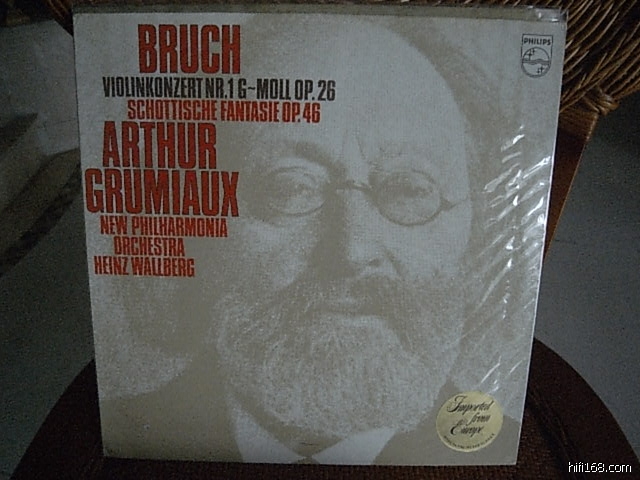 BRUCH
VIOLINKONZERT NR.1 G~MOLL OP.26
SCHOTTISCHE FANTASIE OP.46
ARTHUR
GRUMIAUX
NEW PHILHARMONIA
ORCHESTRA
HEINZ WALLBERG
PHILIPS
Imported
from
Europe
hifi168.com